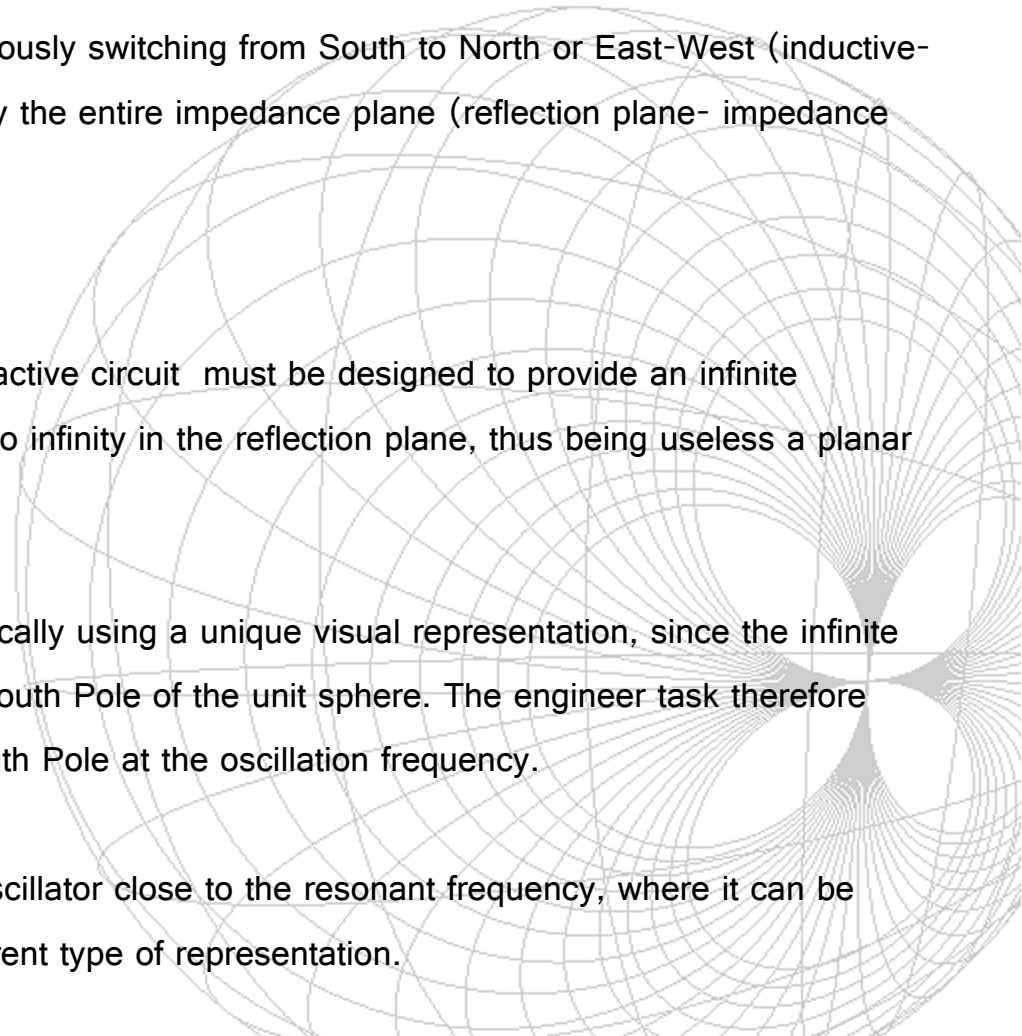 ously switching from South to North or East-West (inductive-
y the entire impedance plane (reflection plane- impedance
active circuit must be designed to provide an infinite
o infinity in the reflection plane, thus being useless a planar
cally using a unique visual representation, since the infinite
outh Pole of the unit sphere. The engineer task therefore
th Pole at the oscillation frequency.
scillator close to the resonant frequency, where it can be
rent type of representation.